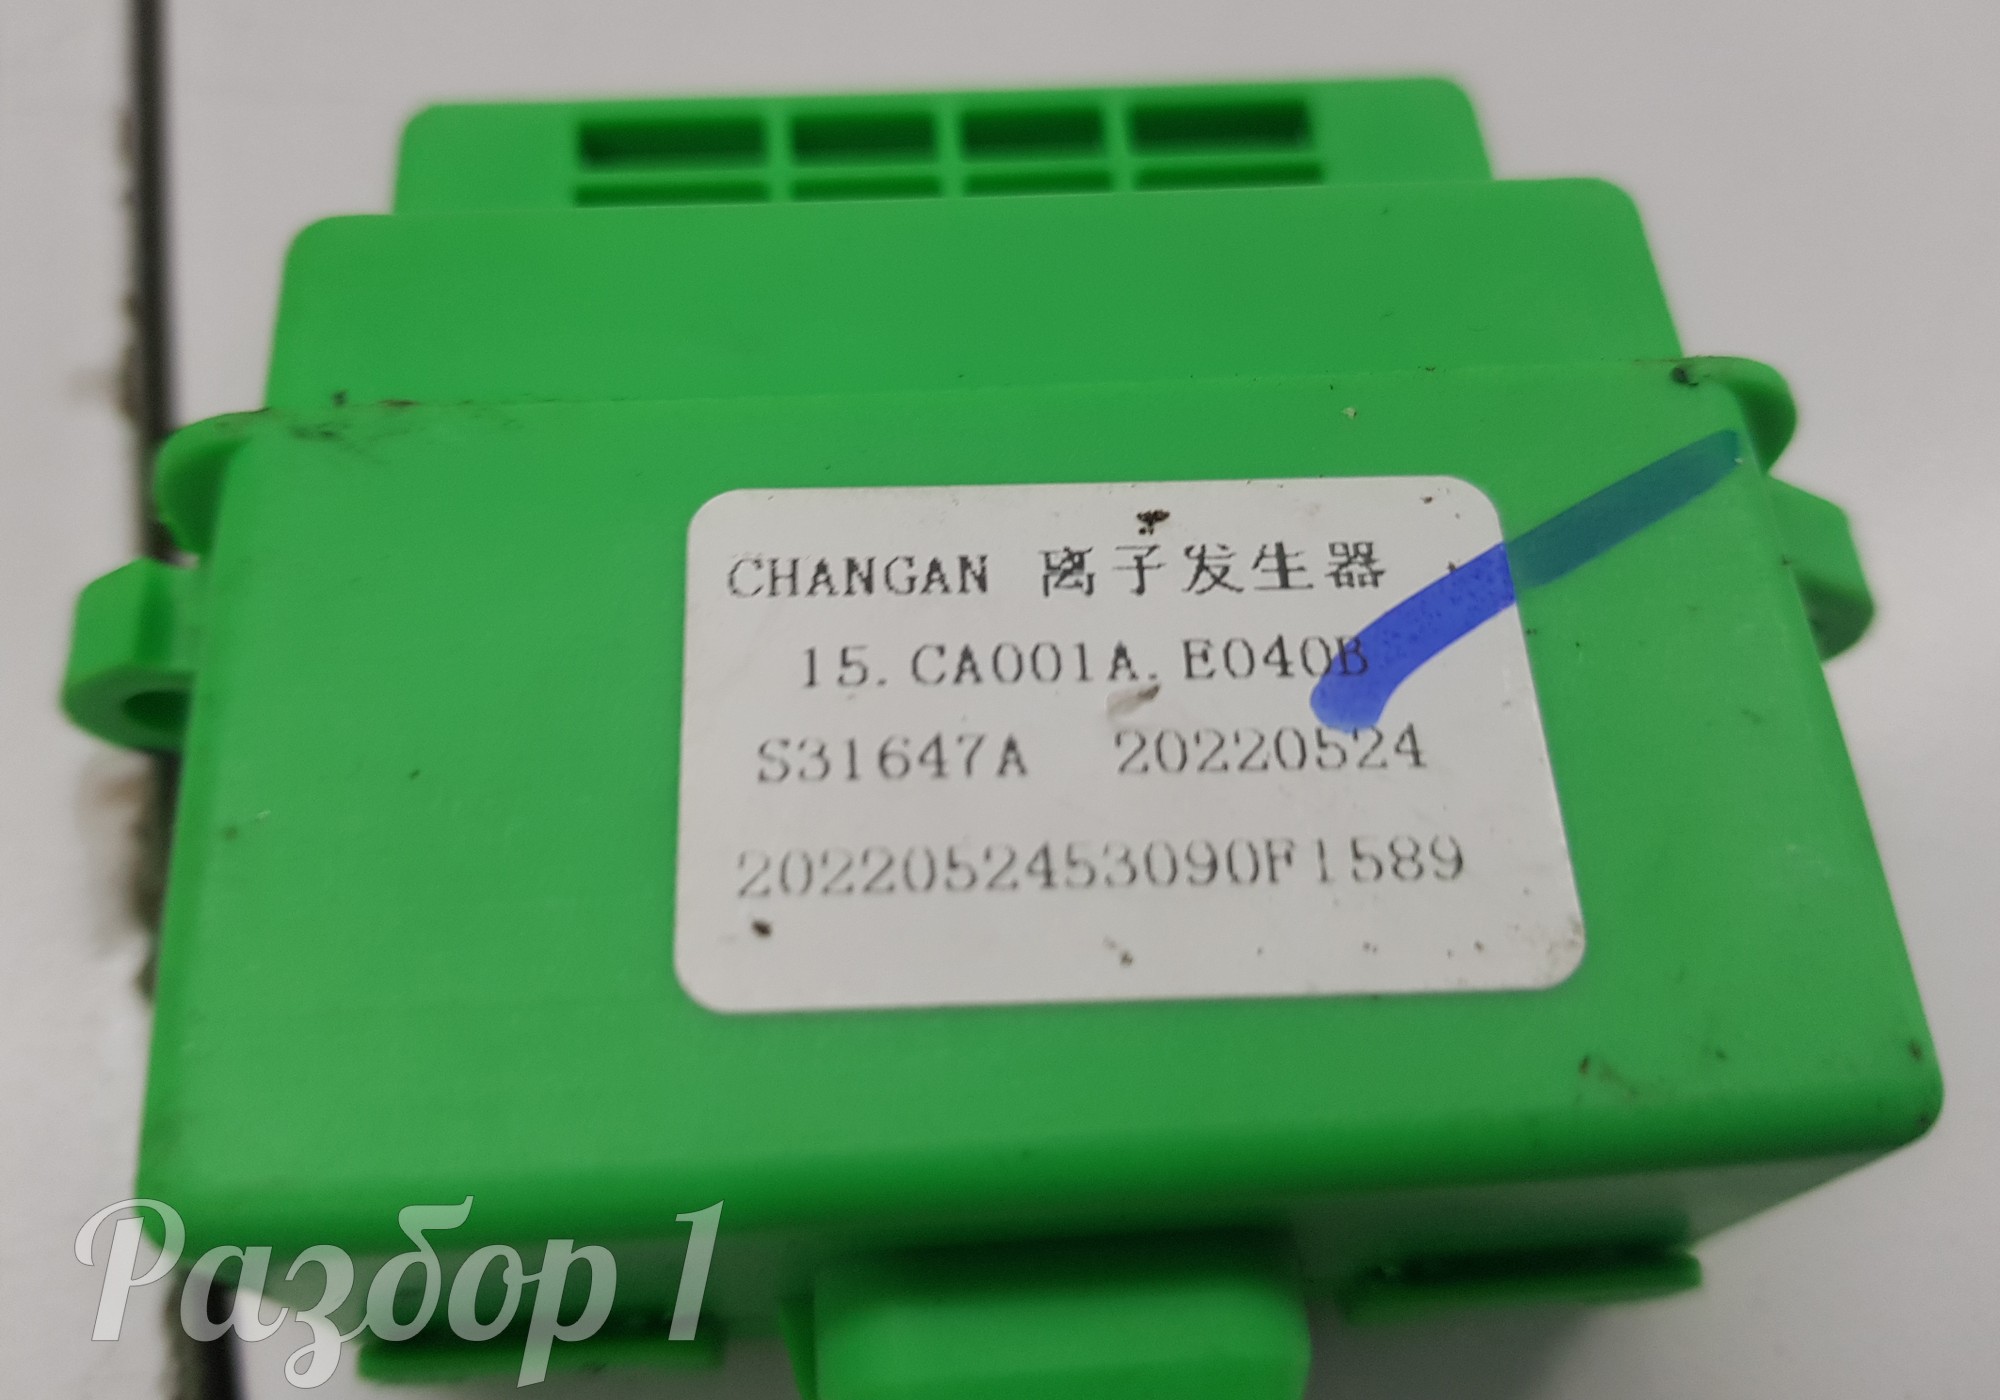 CHANGAN 离子发生器
15.CA001A.E040B
S31647A 20220524
2022052453090F1589
Разбор 1